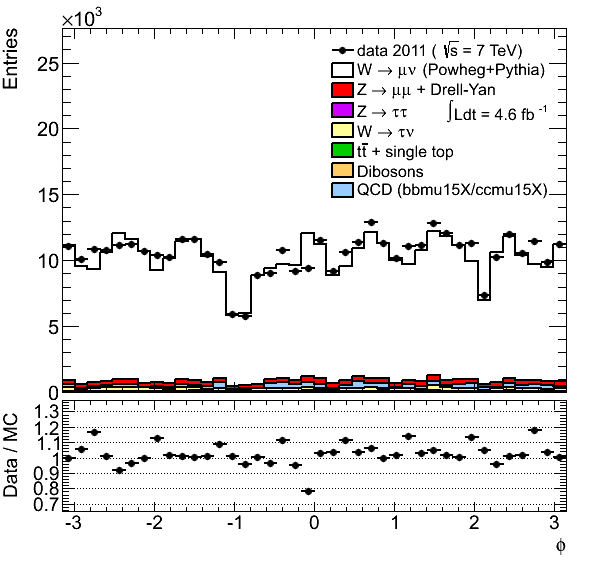 ×10³
Entries
data 2011 ( √s = 7 TeV)
W → μν (Powheg+Pythia)
Z → μμ + Drell-Yan
Z → ττ
∫Ldt = 4.6 fb⁻¹
W → τν
tt̅ + single top
Dibosons
QCD (bbmu15X/ccmu15X)
25
20
15
10
5
0
Data / MC
1.3
1.2
1.1
1
0.9
0.8
0.7
-3 -2 -1 0 1 2 3
ϕ